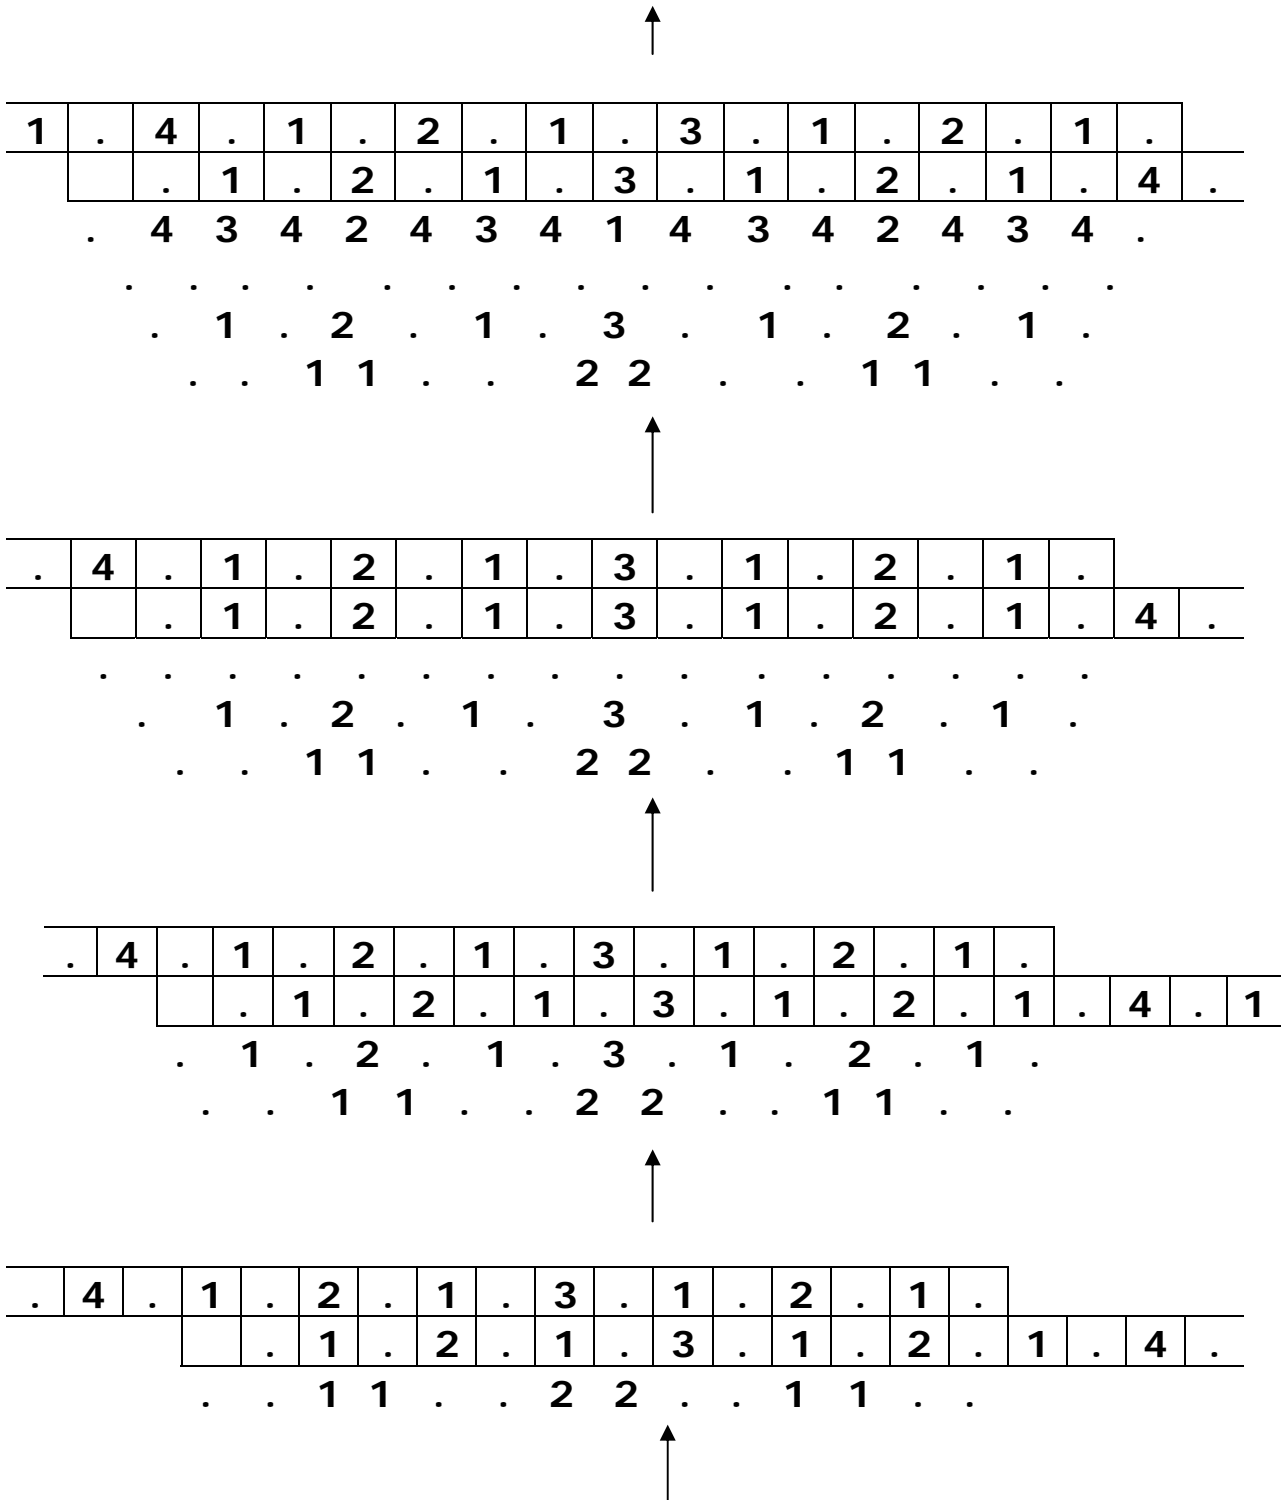 1 . 4 . 1 . 2 . 1 . 3 . 1 . 2 . 1 .
. 1 . 2 . 1 . 3 . 1 . 2 . 1 . 4 .
. 4 3 4 2 4 3 4 1 4 3 4 2 4 3 4 .
. . . . . . . . . . . . . . . .
. 1 . 2 . 1 . 3 . 1 . 2 . 1 .
. . 1 1 . . 2 2 . . 1 1 . .
. 4 . 1 . 2 . 1 . 3 . 1 . 2 . 1 .
. 1 . 2 . 1 . 3 . 1 . 2 . 1 . 4 .
. . . . . . . . . . . . . . . .
. 1 . 2 . 1 . 3 . 1 . 2 . 1 .
. . 1 1 . . 2 2 . . 1 1 . .
. 4 . 1 . 2 . 1 . 3 . 1 . 2 . 1 .
. 1 . 2 . 1 . 3 . 1 . 2 . 1 . 4 . 1
. 1 . 2 . 1 . 3 . 1 . 2 . 1 .
. . 1 1 . . 2 2 . . 1 1 . .
. 4 . 1 . 2 . 1 . 3 . 1 . 2 . 1 .
. 1 . 2 . 1 . 3 . 1 . 2 . 1 . 4 .
. . 1 1 . . 2 2 . . 1 1 . .